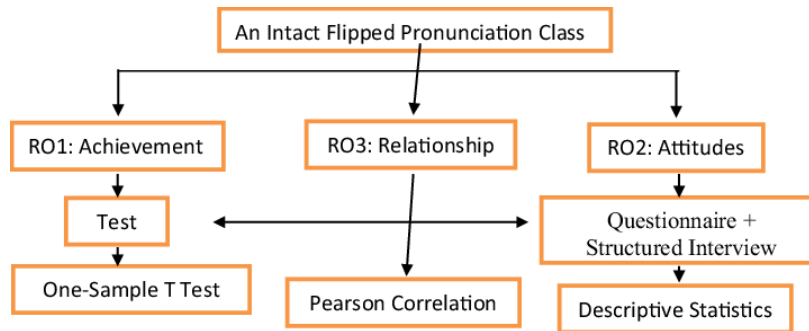 An Intact Flipped Pronunciation Class
RO1: Achievement
RO3: Relationship
RO2: Attitudes
Test
Questionnaire +
Structured Interview
One-Sample T Test
Pearson Correlation
Descriptive Statistics